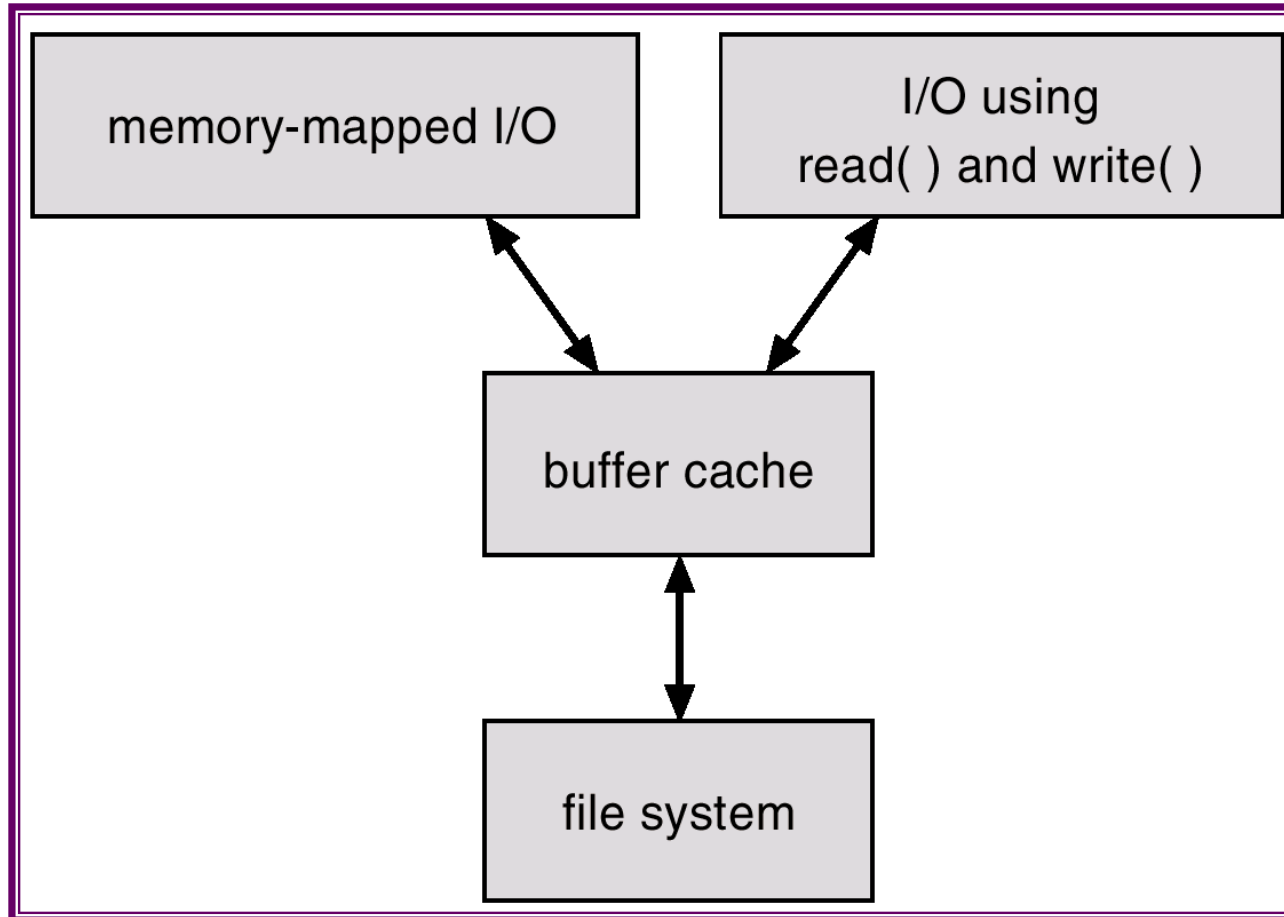 memory-mapped I/O
I/O using
read( ) and write( )
buffer cache
file system